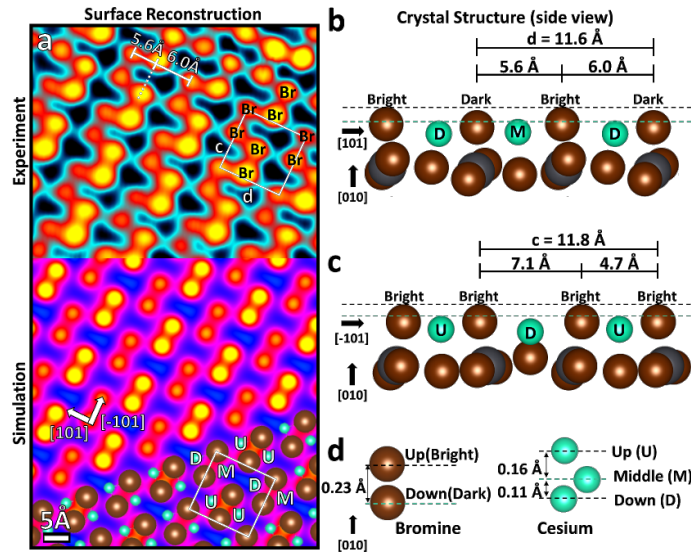 Surface Reconstruction
Crystal Structure (side view)
Experiment
Simulation
a
5.6Å 6.0Å
Br
Br
Br
Br
Br
Br
Br
c
d
[101]
[-101]
D
U
M
U
D
U
U
M
5Å
b
d = 11.6 Å
5.6 Å
6.0 Å
Bright
Dark
Bright
Dark
D
M
D
[101]
[010]
c
c = 11.8 Å
7.1 Å
4.7 Å
Bright
Bright
Bright
Bright
U
D
U
[-101]
[010]
d
Up(Bright)
0.23 Å
Down(Dark)
[010]
Bromine
Up (U)
0.16 Å
Middle (M)
0.11 Å
Down (D)
Cesium